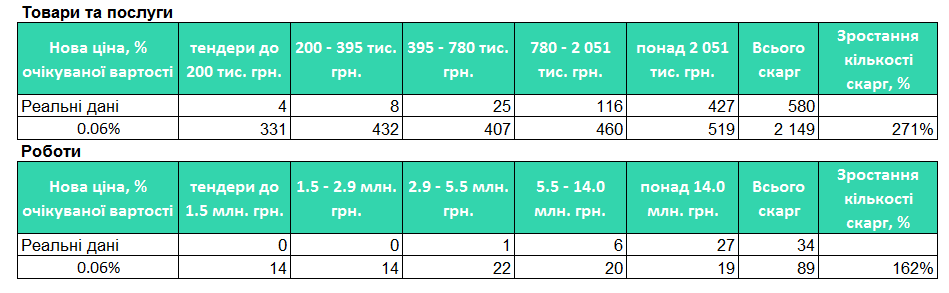 Товари та послуги
Нова ціна, % очікуваної вартості | тендери до 200 тис. грн. | 200 - 395 тис. грн. | 395 - 780 тис. грн. | 780 - 2 051 тис. грн. | понад 2 051 тис. грн. | Всього скарг | Зростання кількості скарг, %
Реальні дані | 4 | 8 | 25 | 116 | 427 | 580 |
0.06% | 331 | 432 | 407 | 460 | 519 | 2 149 | 271%
Роботи
Нова ціна, % очікуваної вартості | тендери до 1.5 млн. грн. | 1.5 - 2.9 млн. грн. | 2.9 - 5.5 млн. грн. | 5.5 - 14.0 млн. грн. | понад 14.0 млн. грн. | Всього скарг | Зростання кількості скарг, %
Реальні дані | 0 | 0 | 1 | 6 | 27 | 34 |
0.06% | 14 | 14 | 22 | 20 | 19 | 89 | 162%